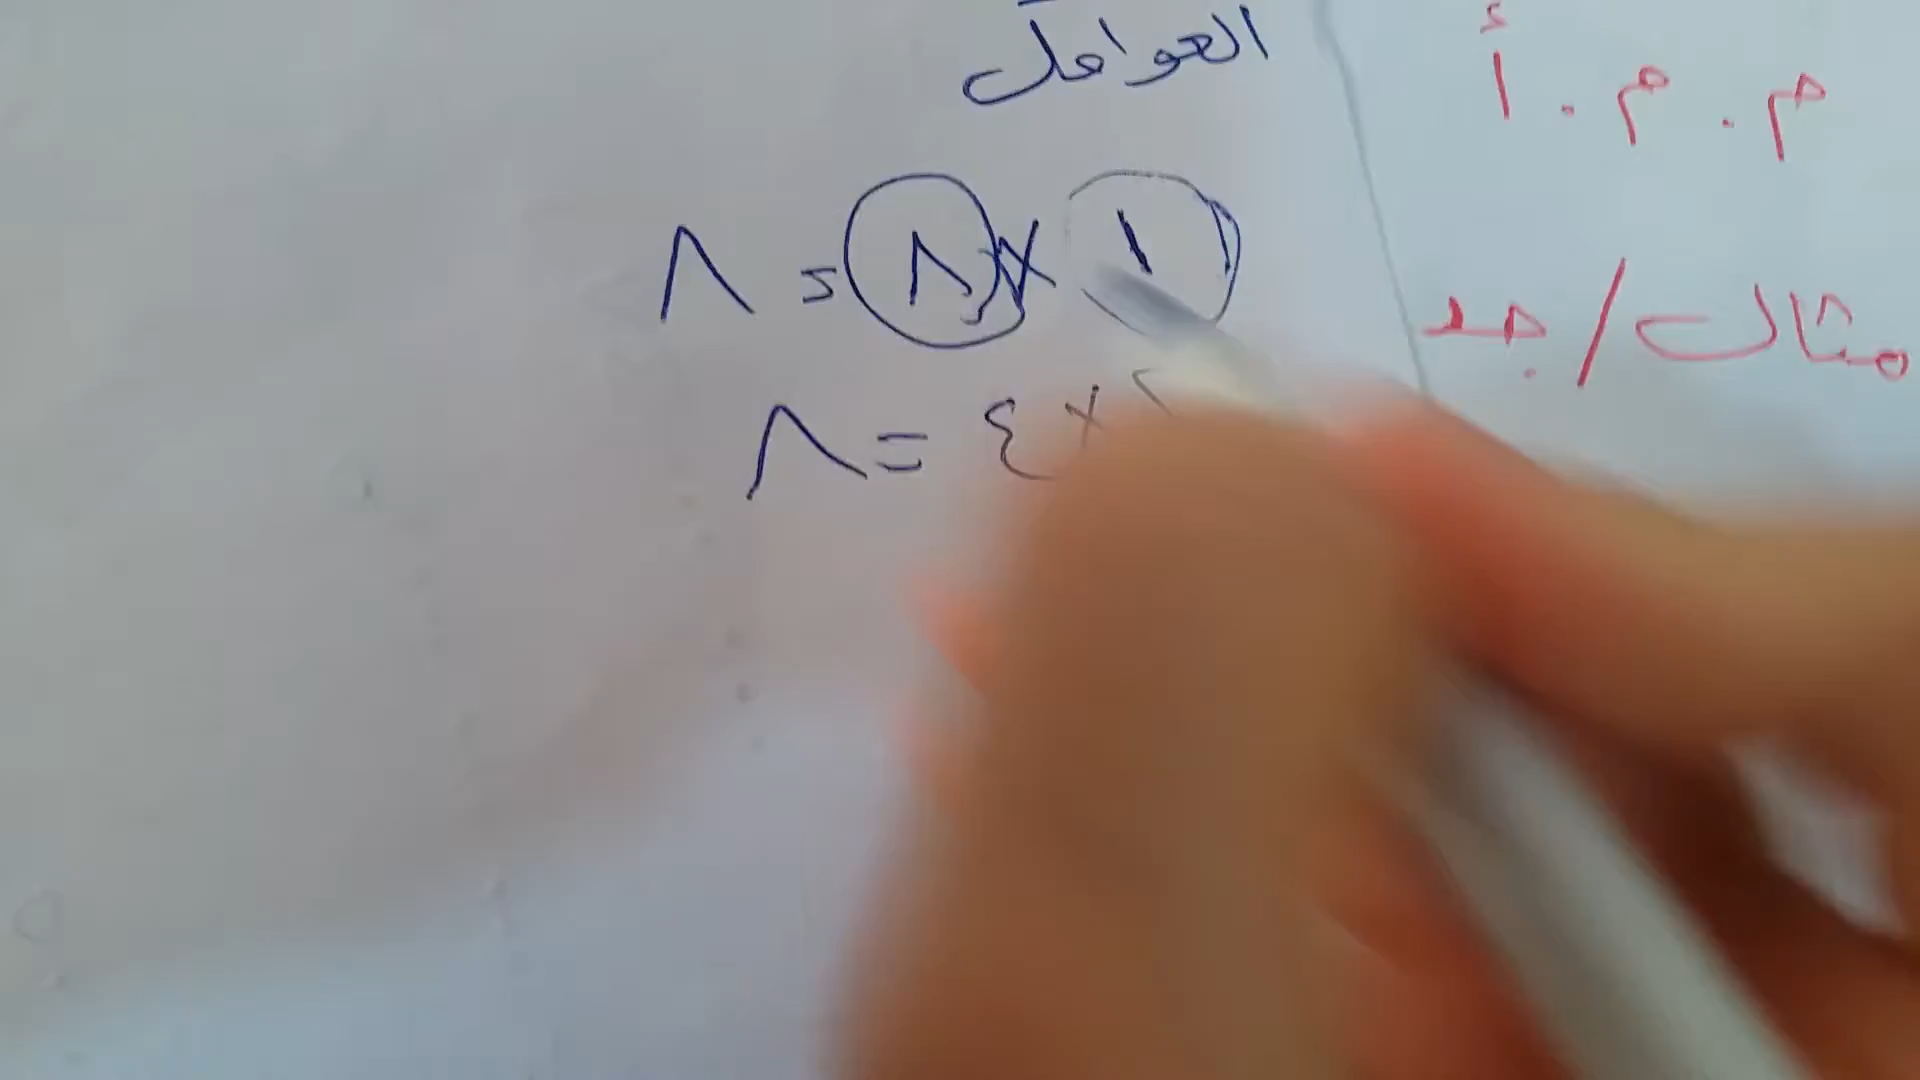 م . م . أ
مثال / جد
العوامل
٨ = ٨ × ١
٨ = ٤ ×